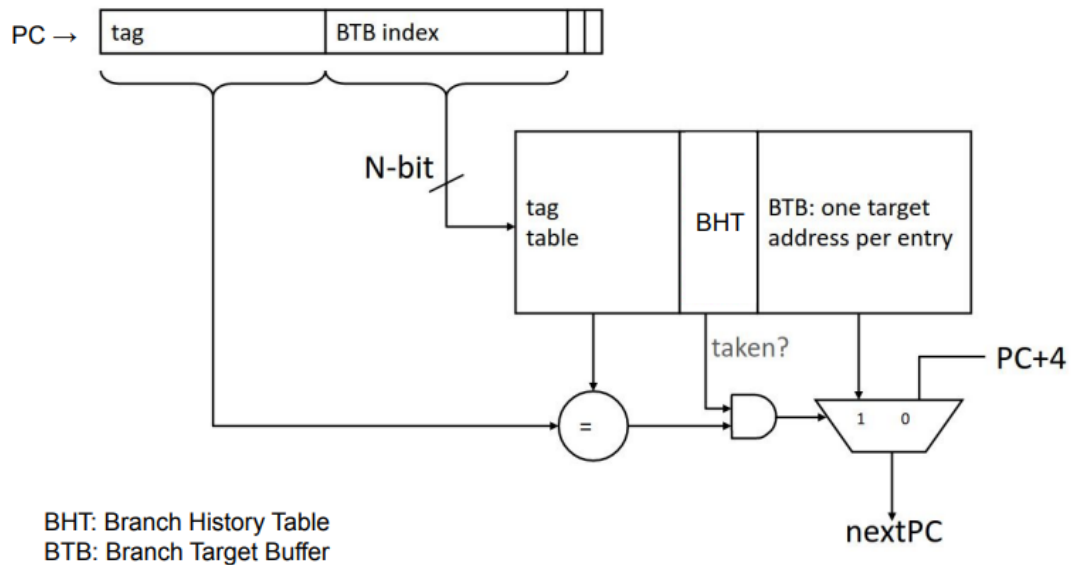 PC →
tag
BTB index
N-bit
tag
table
BHT
BTB: one target
address per entry
taken?
PC+4
=
1 0
nextPC
BHT: Branch History Table
BTB: Branch Target Buffer